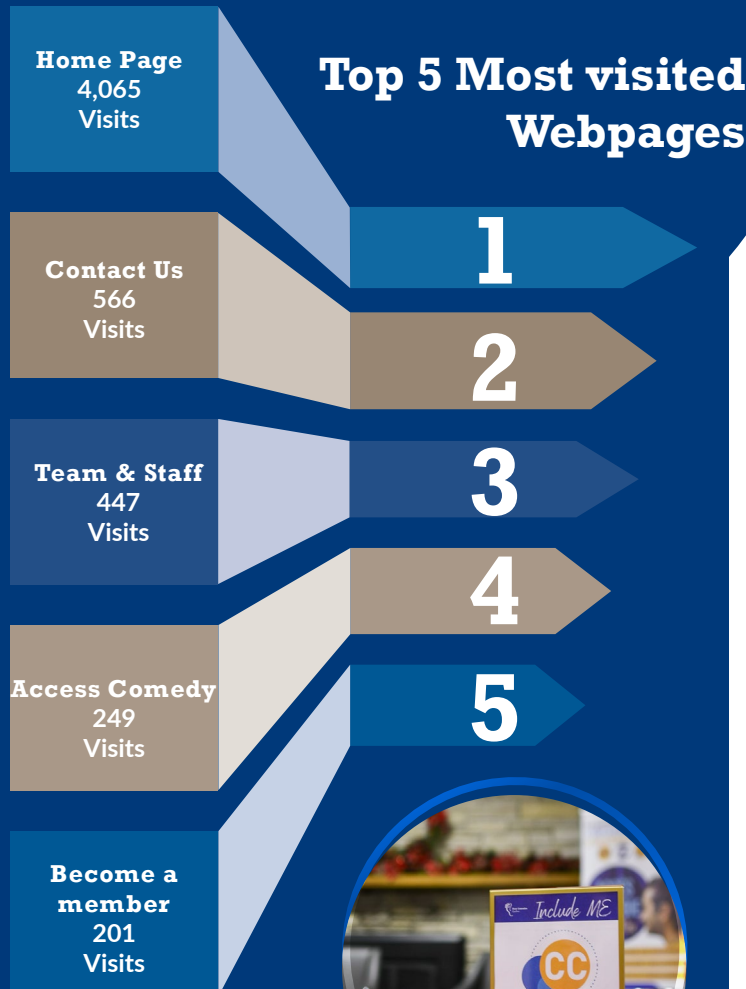 Top 5 Most visited
Webpages
Home Page
4,065
Visits
1
Contact Us
566
Visits
2
Team & Staff
447
Visits
3
Access Comedy
249
Visits
4
Become a
member
201
Visits
5
Include ME
CC